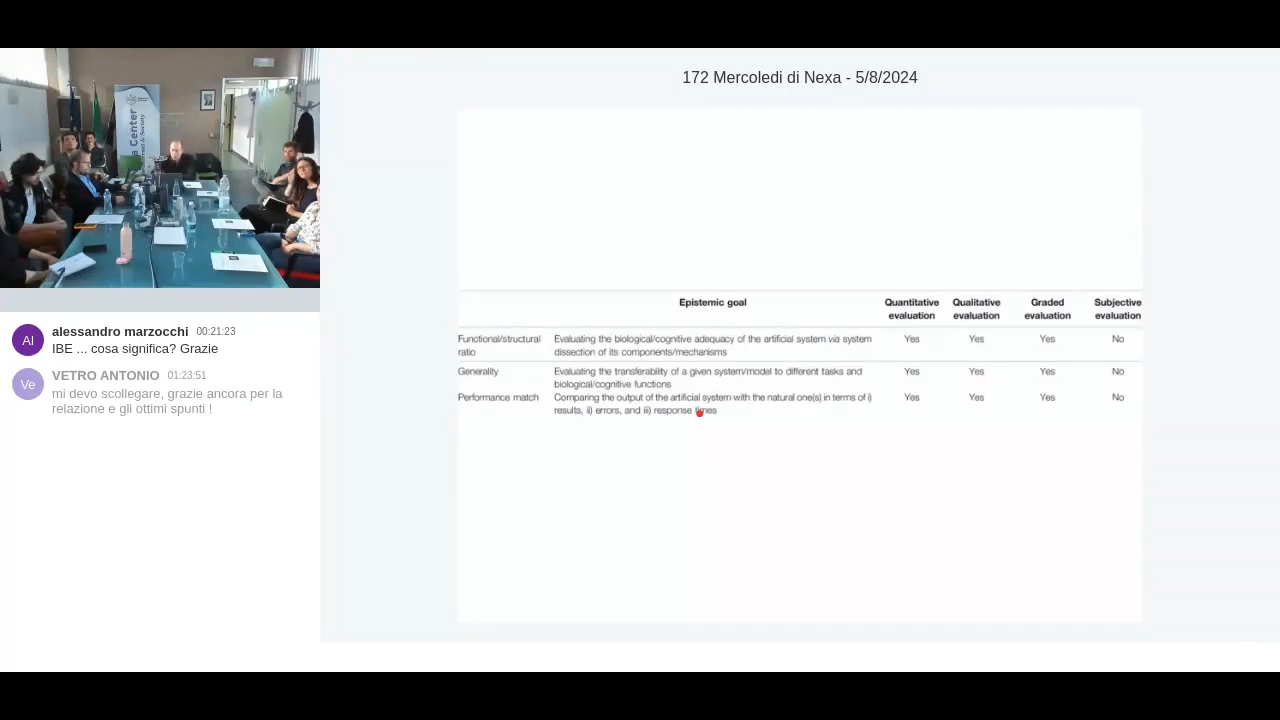 172 Mercoledi di Nexa - 5/8/2024
a Center
alessandro marzocchi 00:21:23
Al
IBE ... cosa significa? Grazie
VETRO ANTONIO 01:23:51
Ve
mi devo scollegare, grazie ancora per la
relazione e gli ottimi spunti !
Epistemic goal Quantitative evaluation Qualitative evaluation Graded evaluation Subjective evaluation
Functional/structural ratio Evaluating the biological/cognitive adequacy of the artificial system via system Yes Yes Yes No
dissection of its components/mechanisms
Generality Evaluating the transferability of a given system/model to different tasks and Yes Yes Yes No
biological/cognitive functions
Performance match Comparing the output of the artificial system with the natural one(s) in terms of i) Yes Yes Yes No
results, ii) errors, and iii) response times